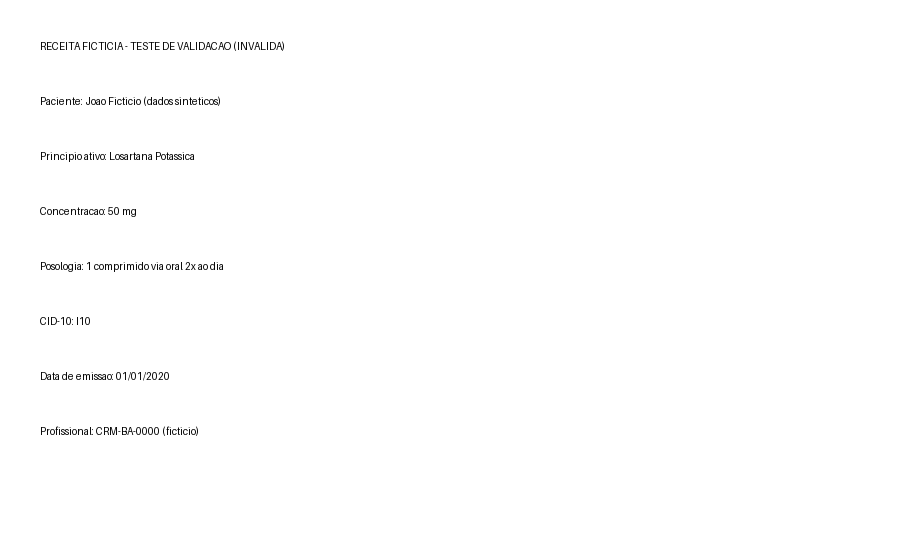 RECEITA FICTICIA - TESTE DE VALIDACAO (INVALIDA)
Paciente: Joao Ficticio (dados sinteticos)
Principio ativo: Losartana Potassica
Concentracao: 50 mg
Posologia: 1 comprimido via oral 2x ao dia
CID-10: I10
Data de emissao: 01/01/2020
Profissional: CRM-BA-0000 (ficticio)